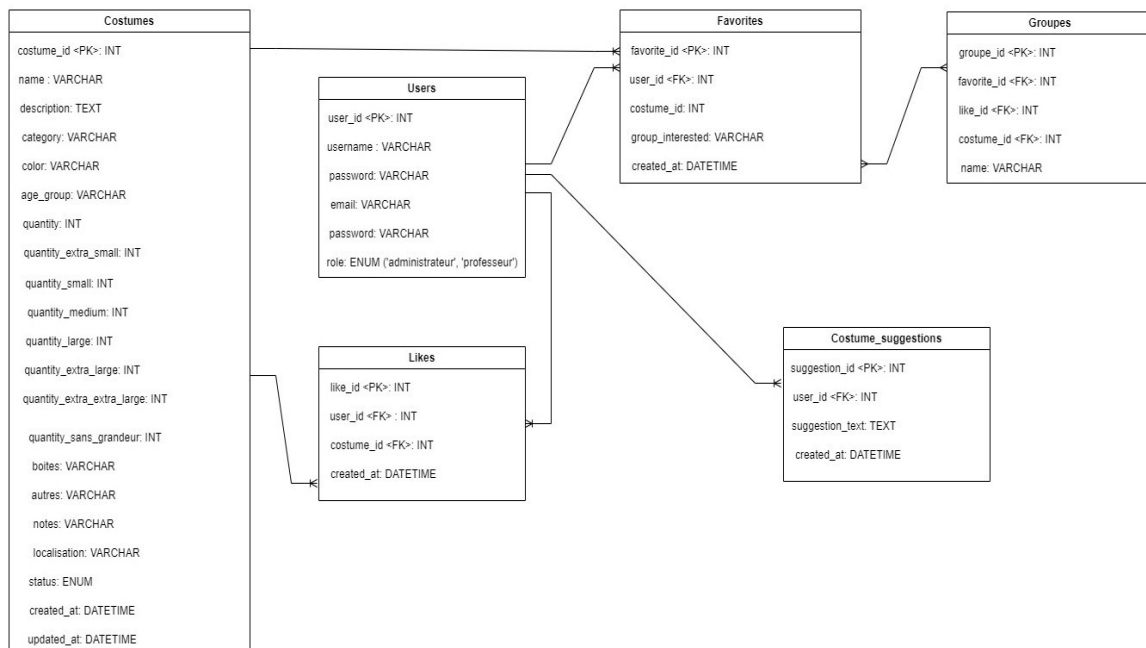 Costumes
costume_id <PK>: INT
name : VARCHAR
description: TEXT
category: VARCHAR
color: VARCHAR
age_group: VARCHAR
quantity: INT
quantity_extra_small: INT
quantity_small: INT
quantity_medium: INT
quantity_large: INT
quantity_extra_large: INT
quantity_extra_extra_large: INT
quantity_sans_grandeur: INT
boites: VARCHAR
autres: VARCHAR
notes: VARCHAR
localisation: VARCHAR
status: ENUM
created_at: DATETIME
updated_at: DATETIME
Users
user_id <PK>: INT
username : VARCHAR
password: VARCHAR
email: VARCHAR
password: VARCHAR
role: ENUM ('administrateur', 'professeur')
Likes
like_id <PK>: INT
user_id <FK> : INT
costume_id <FK>: INT
created_at: DATETIME
Favorites
favorite_id <PK>: INT
user_id <FK>: INT
costume_id: INT
group_interested: VARCHAR
created_at: DATETIME
Groupes
groupe_id <PK>: INT
favorite_id <FK>: INT
like_id <FK>: INT
costume_id <FK>: INT
name: VARCHAR
Costume_suggestions
suggestion_id <PK>: INT
user_id <FK>: INT
suggestion_text: TEXT
created_at: DATETIME